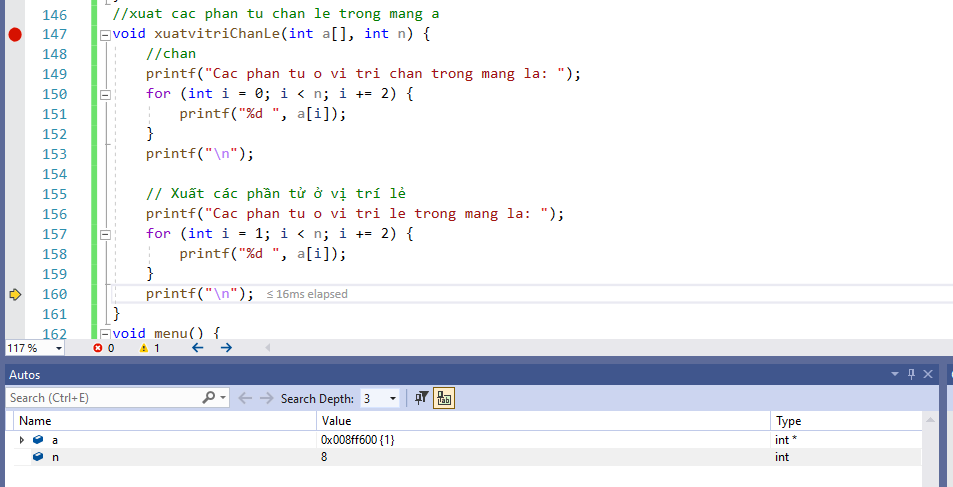 146 //xuat cac phan tu chan le trong mang a
147 void xuatvitriChanLe(int a[], int n) {
148 //chan
149 printf("Cac phan tu o vi tri chan trong mang la: ");
150 for (int i = 0; i < n; i += 2) {
151 printf("%d ", a[i]);
152 }
153 printf("\n");
154
155 // Xuất các phần tử ở vị trí lẻ
156 printf("Cac phan tu o vi tri le trong mang la: ");
157 for (int i = 1; i < n; i += 2) {
158 printf("%d ", a[i]);
159 }
160 printf("\n"); ≤ 16ms elapsed
161 }
162 void menu() {
117 % 0 1
Autos
Search (Ctrl+E) Search Depth: 3
Name Value Type
a 0x008ff600 {1} int *
n 8 int